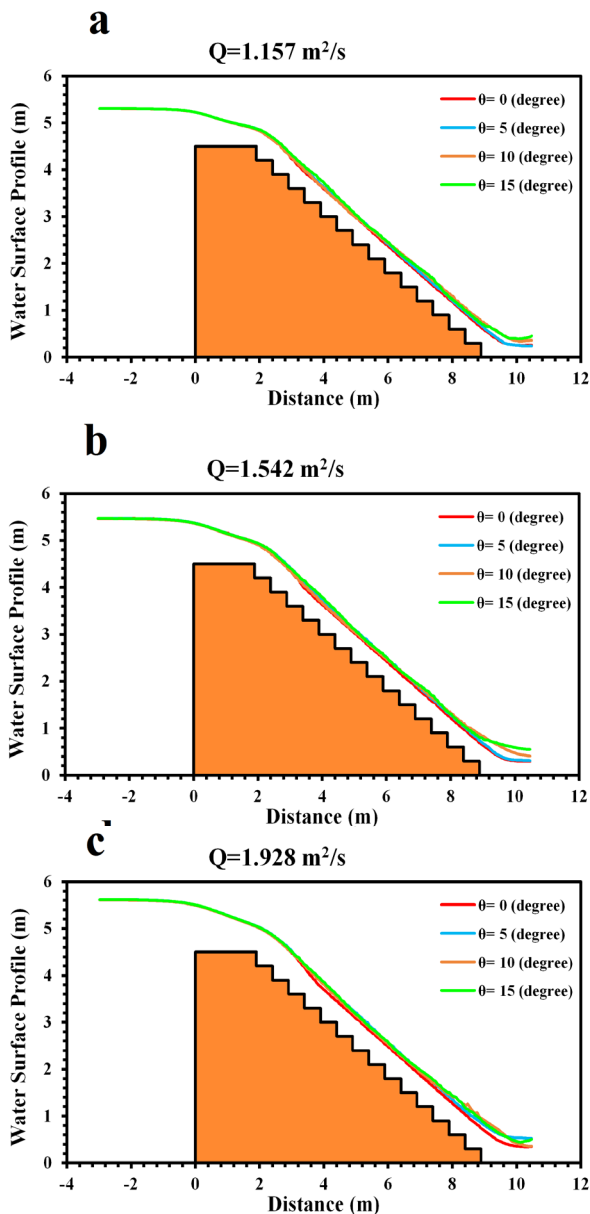 a
Q=1.157 m²/s
6
5
4
3
2
1
0
-4 -2 0 2 4 6 8 10 12
Water Surface Profile (m)
Distance (m)
θ= 0 (degree)
θ= 5 (degree)
θ= 10 (degree)
θ= 15 (degree)
b
Q=1.542 m²/s
6
5
4
3
2
1
0
-4 -2 0 2 4 6 8 10 12
Water Surface Profile (m)
Distance (m)
θ= 0 (degree)
θ= 5 (degree)
θ= 10 (degree)
θ= 15 (degree)
c
Q=1.928 m²/s
6
5
4
3
2
1
0
-4 -2 0 2 4 6 8 10 12
Water Surface Profile (m)
Distance (m)
θ= 0 (degree)
θ= 5 (degree)
θ= 10 (degree)
θ= 15 (degree)